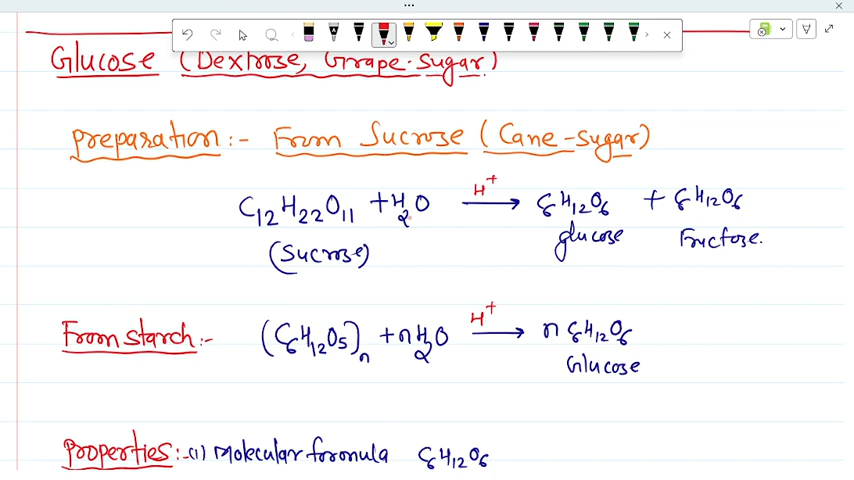 Glucose (Dextrose, Grape-sugar)
Preparation:- From Sucrose (Cane-sugar)
C12H22O11 + H2O H+ → C6H12O6 + C6H12O6
(Sucrose) glucose Fructose.
From starch:- (C6H12O5)n + nH2O H+ → n C6H12O6
Glucose
Properties:- (1) Molecular formula C6H12O6